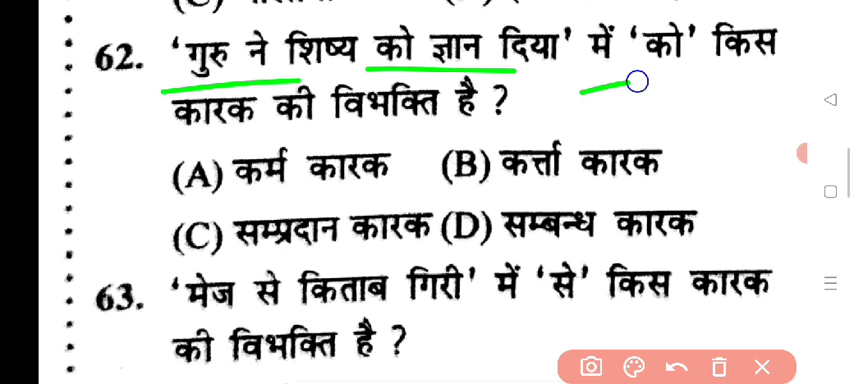 62. ‘गुरु ने शिष्य को ज्ञान दिया’ में ‘को’ किस
कारक की विभक्ति है ?
(A) कर्म कारक (B) कर्त्ता कारक
(C) सम्प्रदान कारक (D) सम्बन्ध कारक
63. ‘मेज से किताब गिरी’ में ‘से’ किस कारक
की विभक्ति है ?